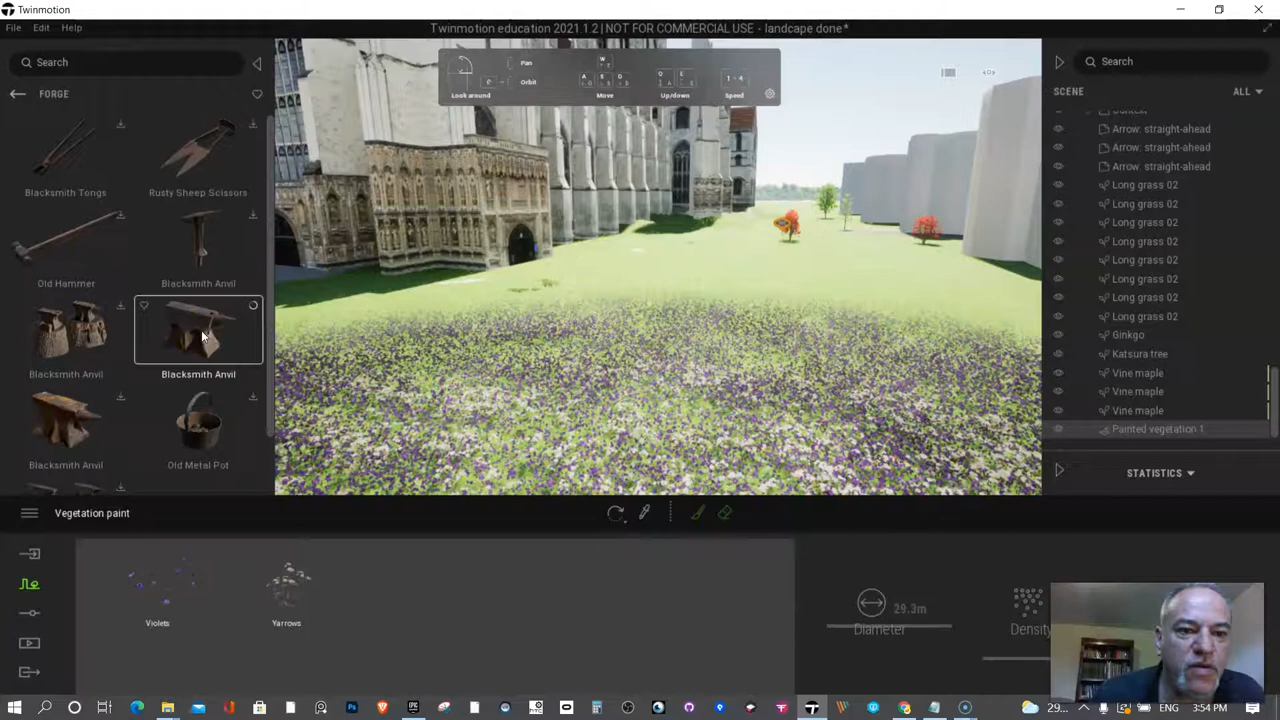 Twinmotion
Twinmotion education 2021.1.2 | NOT FOR COMMERCIAL USE - landcape done*
File Edit Help
Search
FORGE
Blacksmith Tongs
Rusty Sheep Scissors
Old Hammer
Blacksmith Anvil
Blacksmith Anvil
Blacksmith Anvil
Blacksmith Anvil
Old Metal Pot
Pan
Orbit
Look around
Move
Up/down
Speed
Search
SCENE
ALL
Arrow: straight-ahead
Arrow: straight-ahead
Arrow: straight-ahead
Long grass 02
Long grass 02
Long grass 02
Long grass 02
Long grass 02
Long grass 02
Long grass 02
Long grass 02
Ginkgo
Katsura tree
Vine maple
Vine maple
Vine maple
Painted vegetation 1
STATISTICS
Vegetation paint
Violets
Yarrows
29.3m
Diameter
Density
29...
ENG
3:54 PM